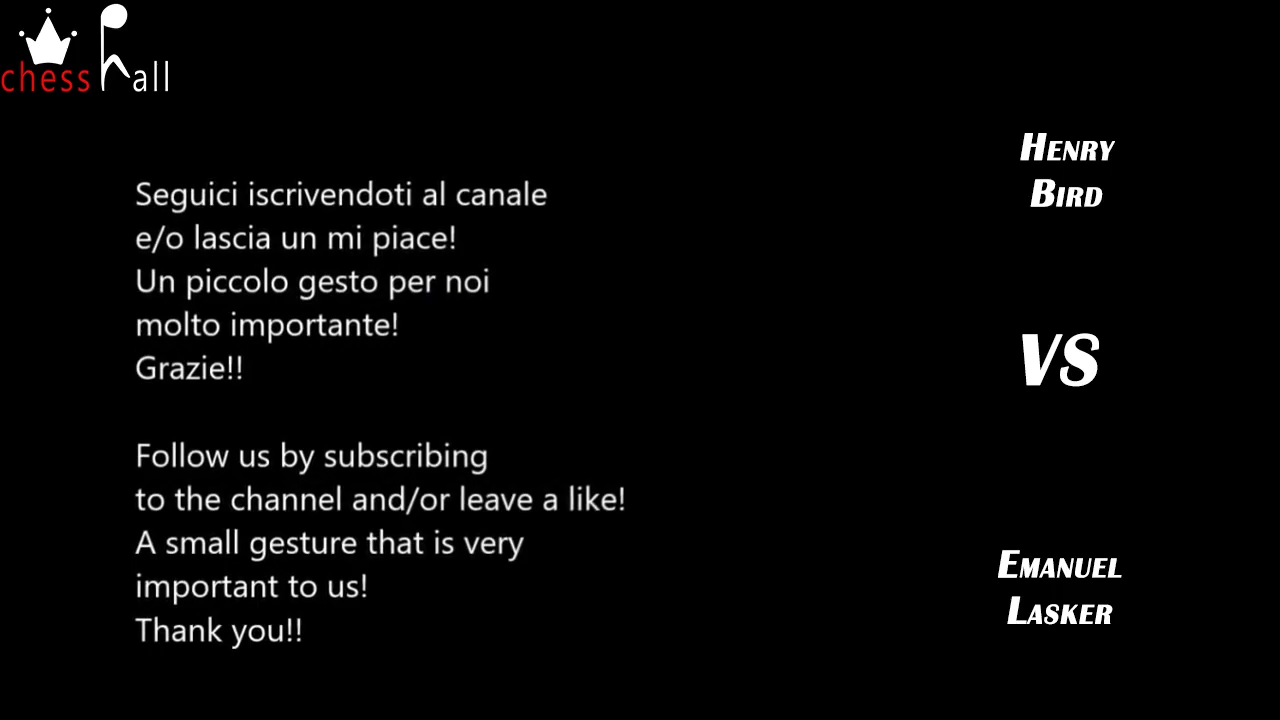 chess hall
Seguici iscrivendoti al canale
e/o lascia un mi piace!
Un piccolo gesto per noi
molto importante!
Grazie!!
Follow us by subscribing
to the channel and/or leave a like!
A small gesture that is very
important to us!
Thank you!!
HENRY
BIRD
VS
EMANUEL
LASKER